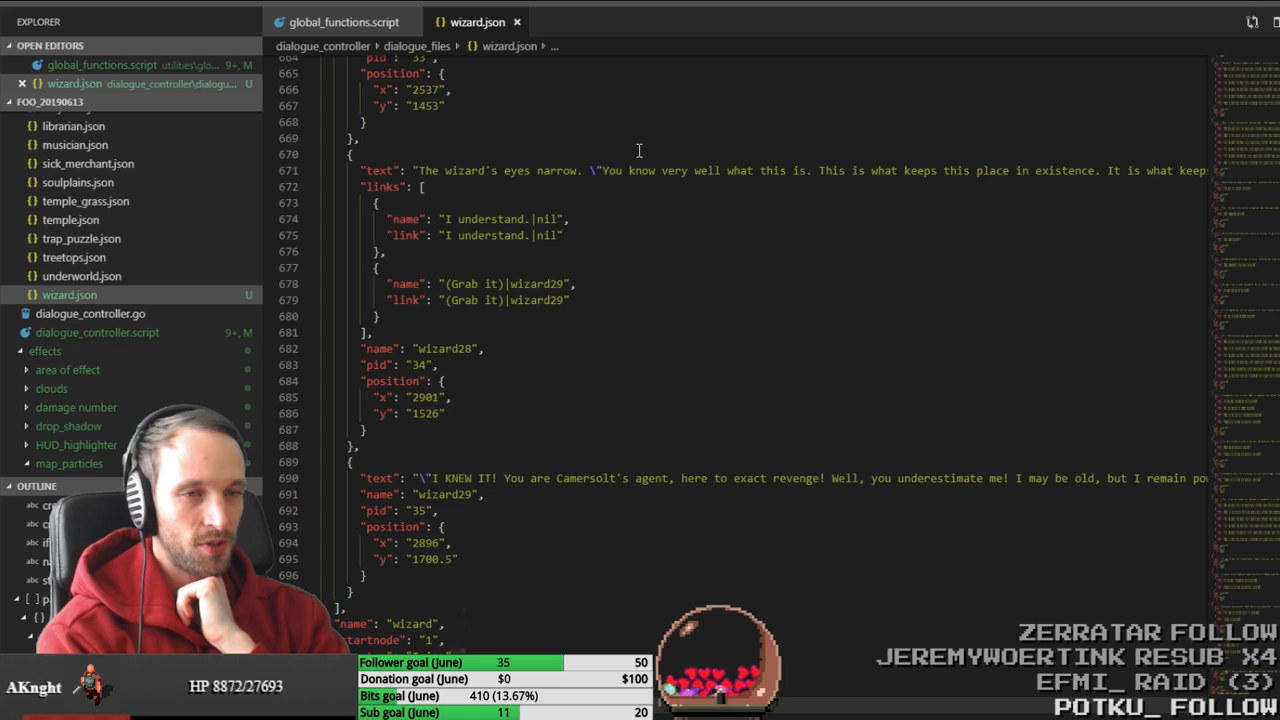 EXPLORER
OPEN EDITORS
global_functions.script utilities\glo... 9+, M
wizard.json dialogue_controller\dialogu... U
FOO_20190613
librarian.json
musician.json
sick_merchant.json
soulplains.json
temple_grass.json
temple.json
trap_puzzle.json
treetops.json
underworld.json
wizard.json U
dialogue_controller.go
dialogue_controller.script 9+, M
effects
area of effect
clouds
damage number
drop_shadow
HUD_highlighter
map_particles
OUTLINE
global_functions.script
{} wizard.json ×
dialogue_controller dialogue_files {} wizard.json ...
664 "pid": "33",
665 "position": {
666 "x": "2537",
667 "y": "1453"
668 }
669 },
670 {
671 "text": "The wizard's eyes narrow. \"You know very well what this is. This is what keeps this place in existence. It is what keep
672 "links": [
673 {
674 "name": "I understand.|nil",
675 "link": "I understand.|nil"
676 },
677 {
678 "name": "(Grab it)|wizard29",
679 "link": "(Grab it)|wizard29"
680 }
681 ],
682 "name": "wizard28",
683 "pid": "34",
684 "position": {
685 "x": "2901",
686 "y": "1526"
687 }
688 },
689 {
690 "text": "\"I KNEW IT! You are Camersolt's agent, here to exact revenge! Well, you underestimate me! I may be old, but I remain po
691 "name": "wizard29",
692 "pid": "35",
693 "position": {
694 "x": "2896",
695 "y": "1700.5"
696 }
}
],
"name": "wizard",
startnode": "1",
AKnght
HP 8872/27693
Follower goal (June) 35 50
Donation goal (June) $0 $100
Bits goal (June) 410 (13.67%)
Sub goal (June) 11 20
ZERRATAR FOLLOW
JEREMYWOERTINK RESUB X4
EFMI_RAID (3)
POTKU_FOLLOW